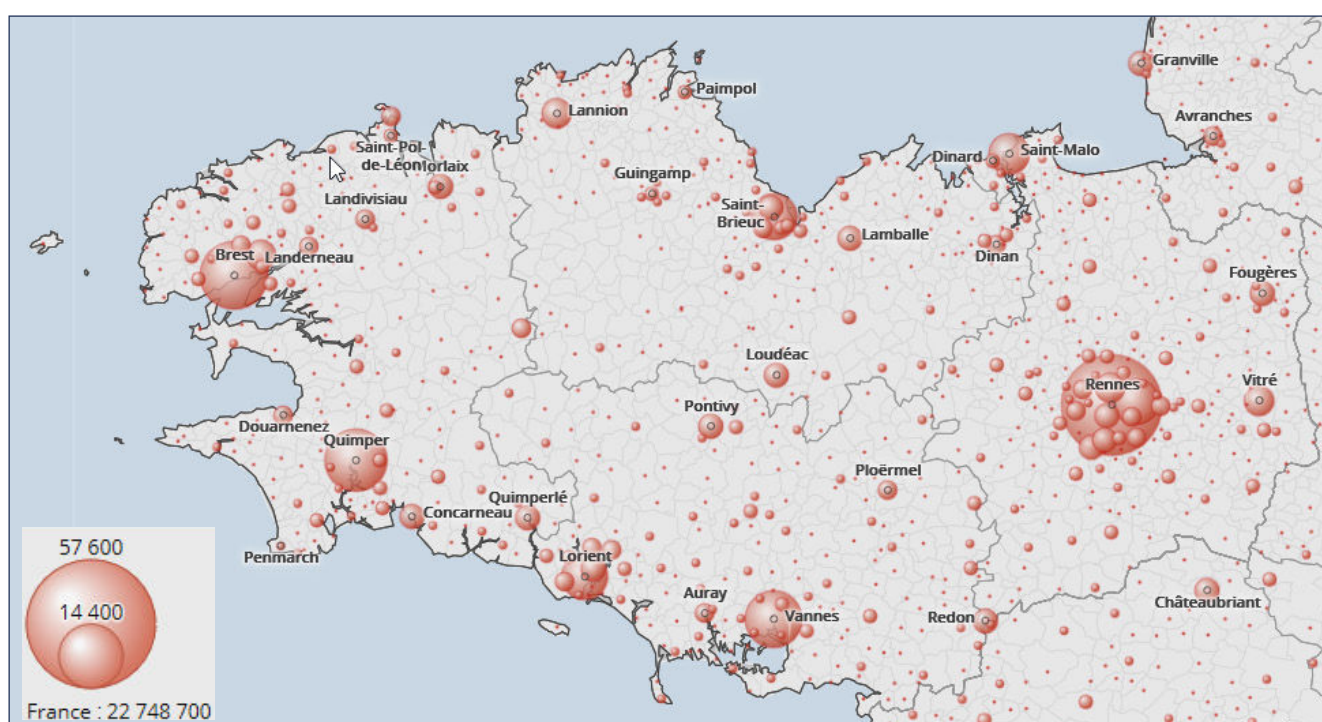 Granville
Paimpol
Lannion
Avranches
Saint-Pol-
de-Léon
Morlaix
Dinard
Saint-Malo
Guingamp
Landivisiau
Saint-
Brieuc
Lamballe
Dinan
Brest
Landerneau
Fougères
Loudéac
Rennes
Vitré
Pontivy
Douarnenez
Quimper
Ploërmel
Quimperlé
Concarneau
Penmarch
Lorient
Auray
Vannes
Redon
Châteaubriant
57 600
14 400
France : 22 748 700